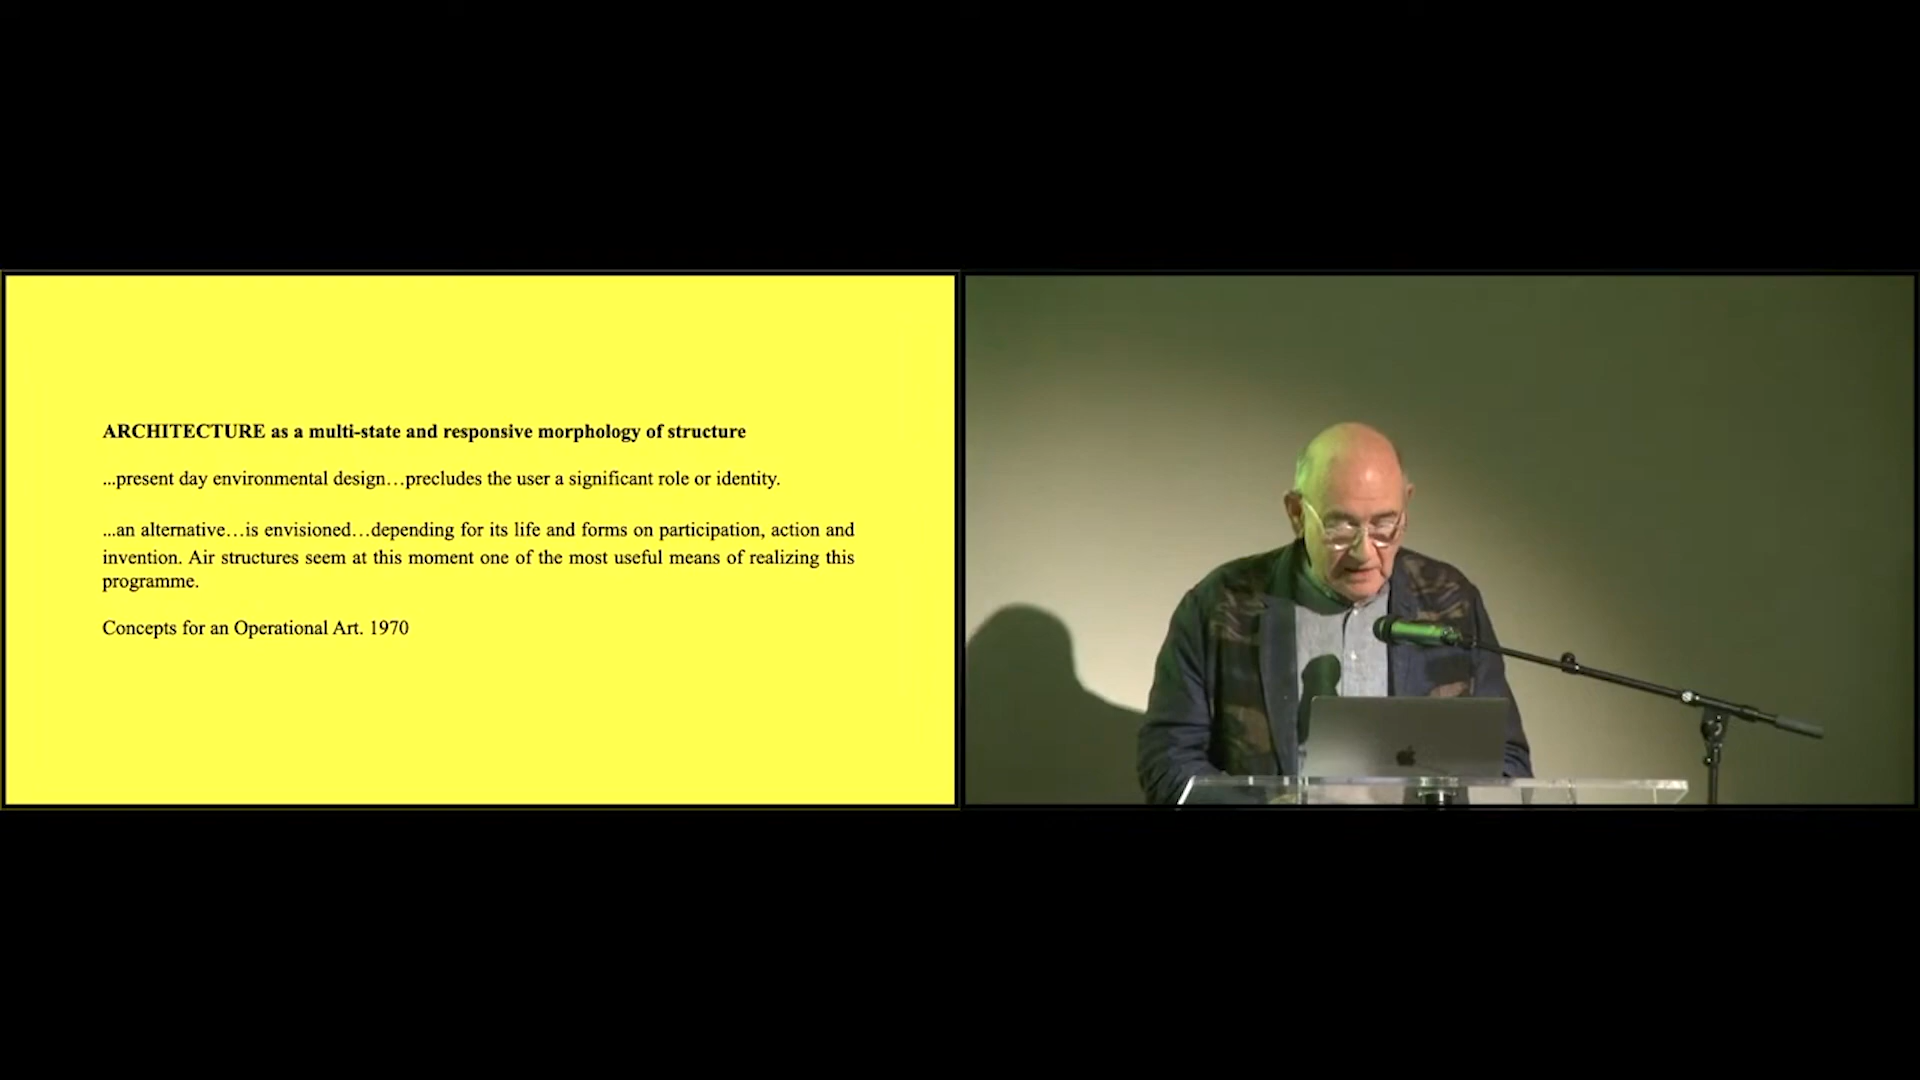 ARCHITECTURE as a multi-state and responsive morphology of structure
...present day environmental design…precludes the user a significant role or identity.
...an alternative…is envisioned…depending for its life and forms on participation, action and
invention. Air structures seem at this moment one of the most useful means of realizing this
programme.
Concepts for an Operational Art. 1970